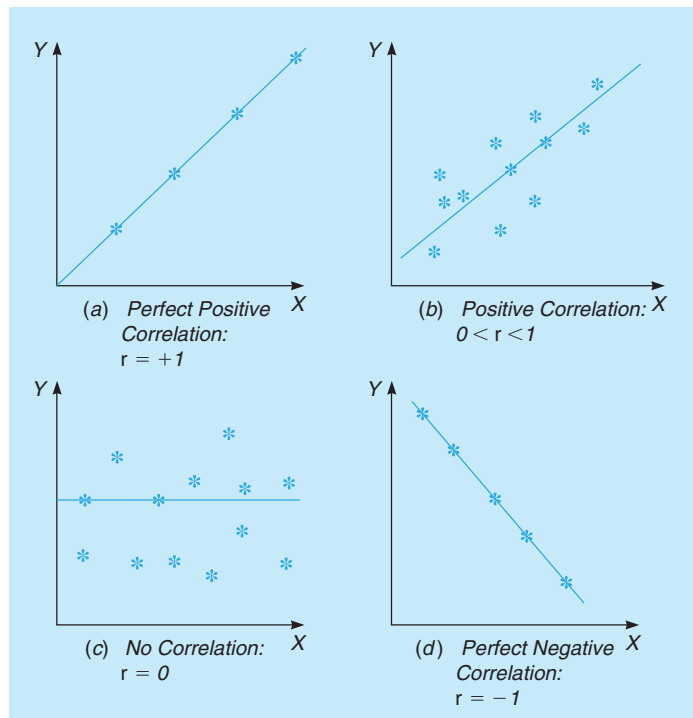 Y
X
(a) Perfect Positive
Correlation:
r = +1
Y
X
(b) Positive Correlation:
0 < r < 1
Y
X
(c) No Correlation:
r = 0
Y
X
(d) Perfect Negative
Correlation:
r = −1